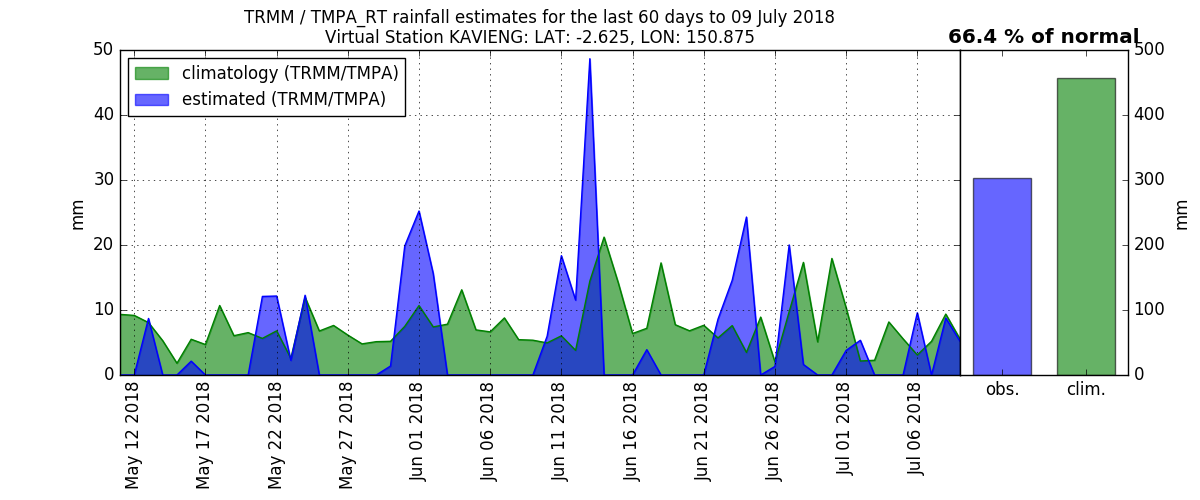 TRMM / TMPA_RT rainfall estimates for the last 60 days to 09 July 2018
Virtual Station KAVIENG: LAT: -2.625, LON: 150.875
66.4 % of normal
climatology (TRMM/TMPA)
estimated (TRMM/TMPA)
50
40
30
20
10
0
mm
May 12 2018
May 17 2018
May 22 2018
May 27 2018
Jun 01 2018
Jun 06 2018
Jun 11 2018
Jun 16 2018
Jun 21 2018
Jun 26 2018
Jul 01 2018
Jul 06 2018
500
400
300
200
100
0
mm
obs.
clim.